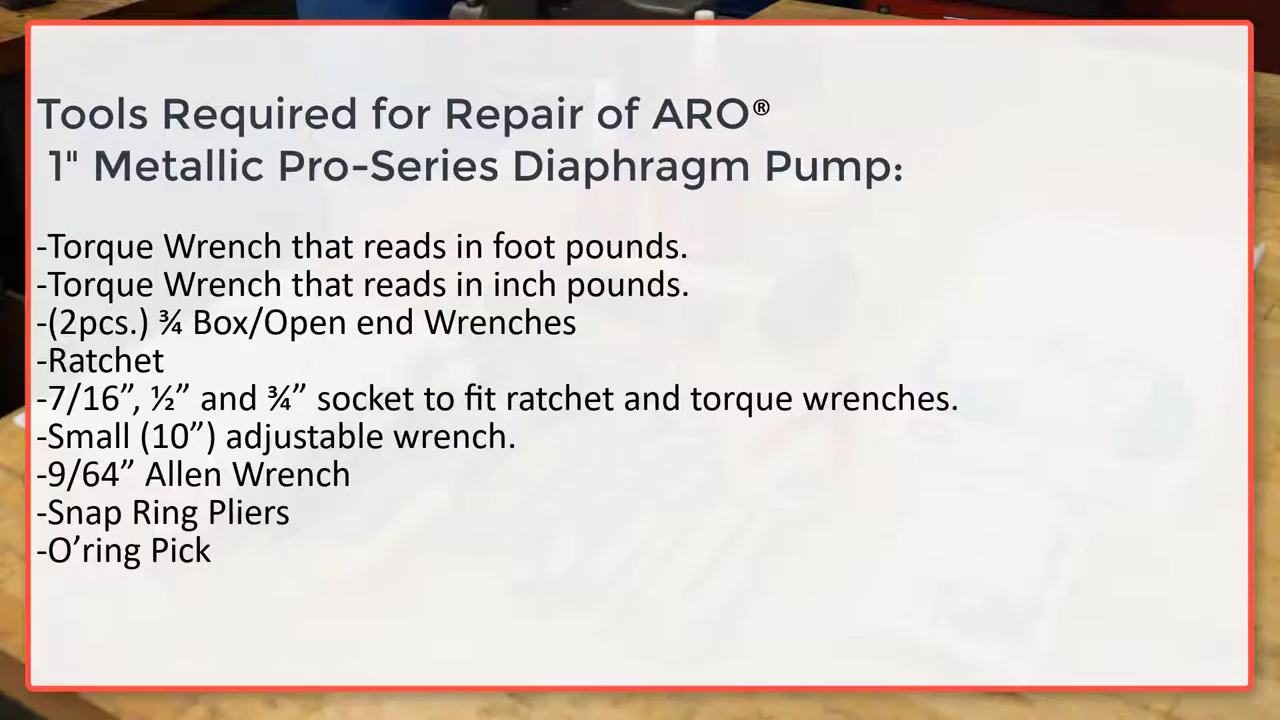 Tools Required for Repair of ARO®
1" Metallic Pro-Series Diaphragm Pump:
-Torque Wrench that reads in foot pounds.
-Torque Wrench that reads in inch pounds.
-(2pcs.) ¾ Box/Open end Wrenches
-Ratchet
-7/16”, ½” and ¾” socket to fit ratchet and torque wrenches.
-Small (10”) adjustable wrench.
-9/64” Allen Wrench
-Snap Ring Pliers
-O’ring Pick